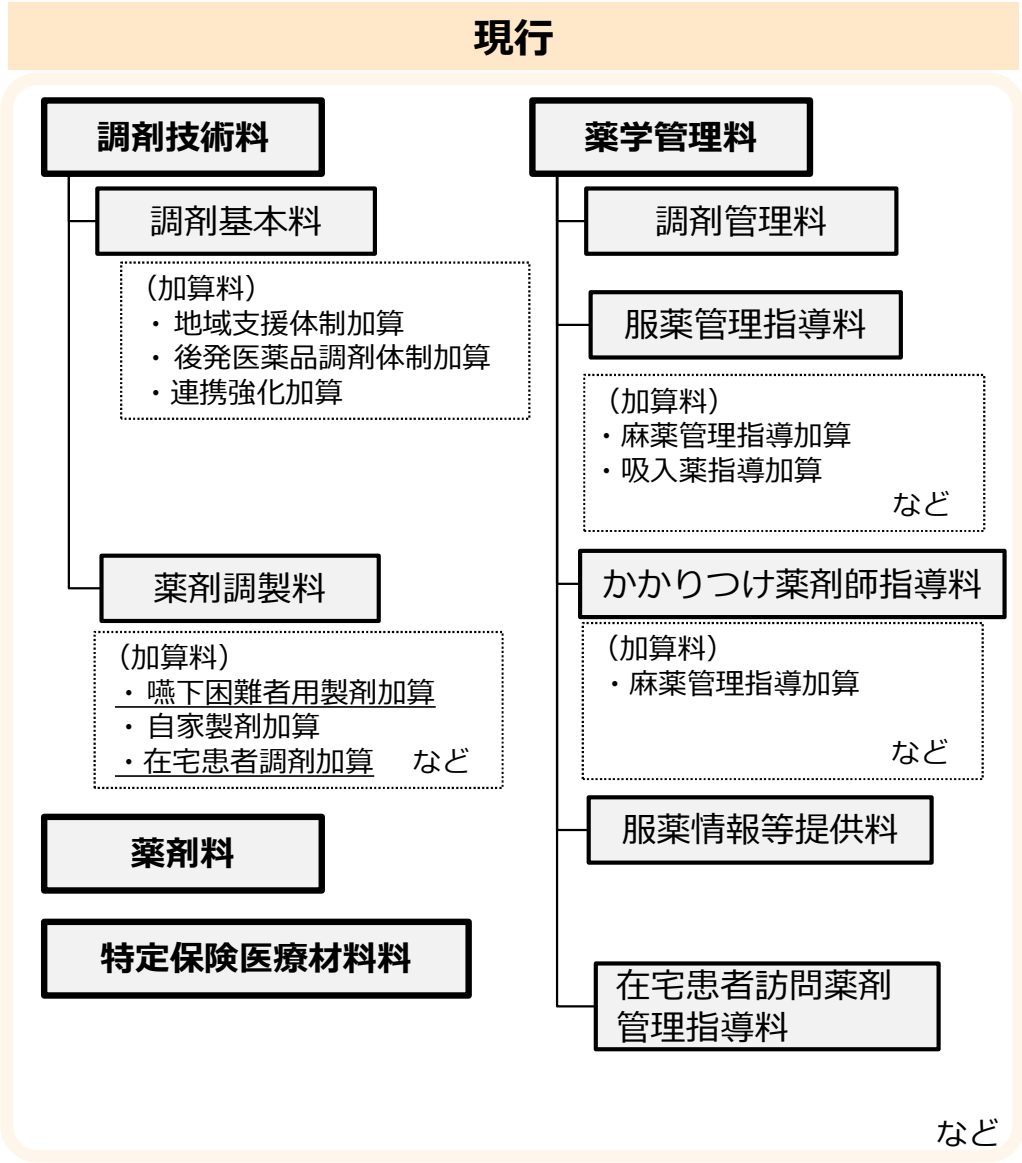 現行
調剤技術料
調剤基本料
（加算料）
・ 地域支援体制加算
・ 後発医薬品調剤体制加算
・連携強化加算
薬剤調製料
（加算料）
・ 嚥下困難者用製剤加算
・ 自家製剤加算
・在宅患者調剤加算　など
薬剤料
特定保険医療材料料
薬学管理料
調剤管理料
服薬管理指導料
（加算料）
・麻薬管理指導加算
・吸入薬指導加算
など
かかりつけ薬剤師指導料
（加算料）
・麻薬管理指導加算
など
服薬情報等提供料
在宅患者訪問薬剤
管理指導料
など